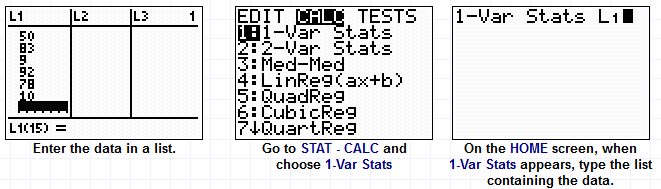 L1 L2 L3 1
50
83
9
92
78
10
L1(15) =
Enter the data in a list.
EDIT CALC TESTS
1:1-Var Stats
2:2-Var Stats
3:Med-Med
4:LinReg(ax+b)
5:QuadReg
6:CubicReg
7↓QuartReg
Go to STAT - CALC and
choose 1-Var Stats
1-Var Stats L1
On the HOME screen, when
1-Var Stats appears, type the list
containing the data.